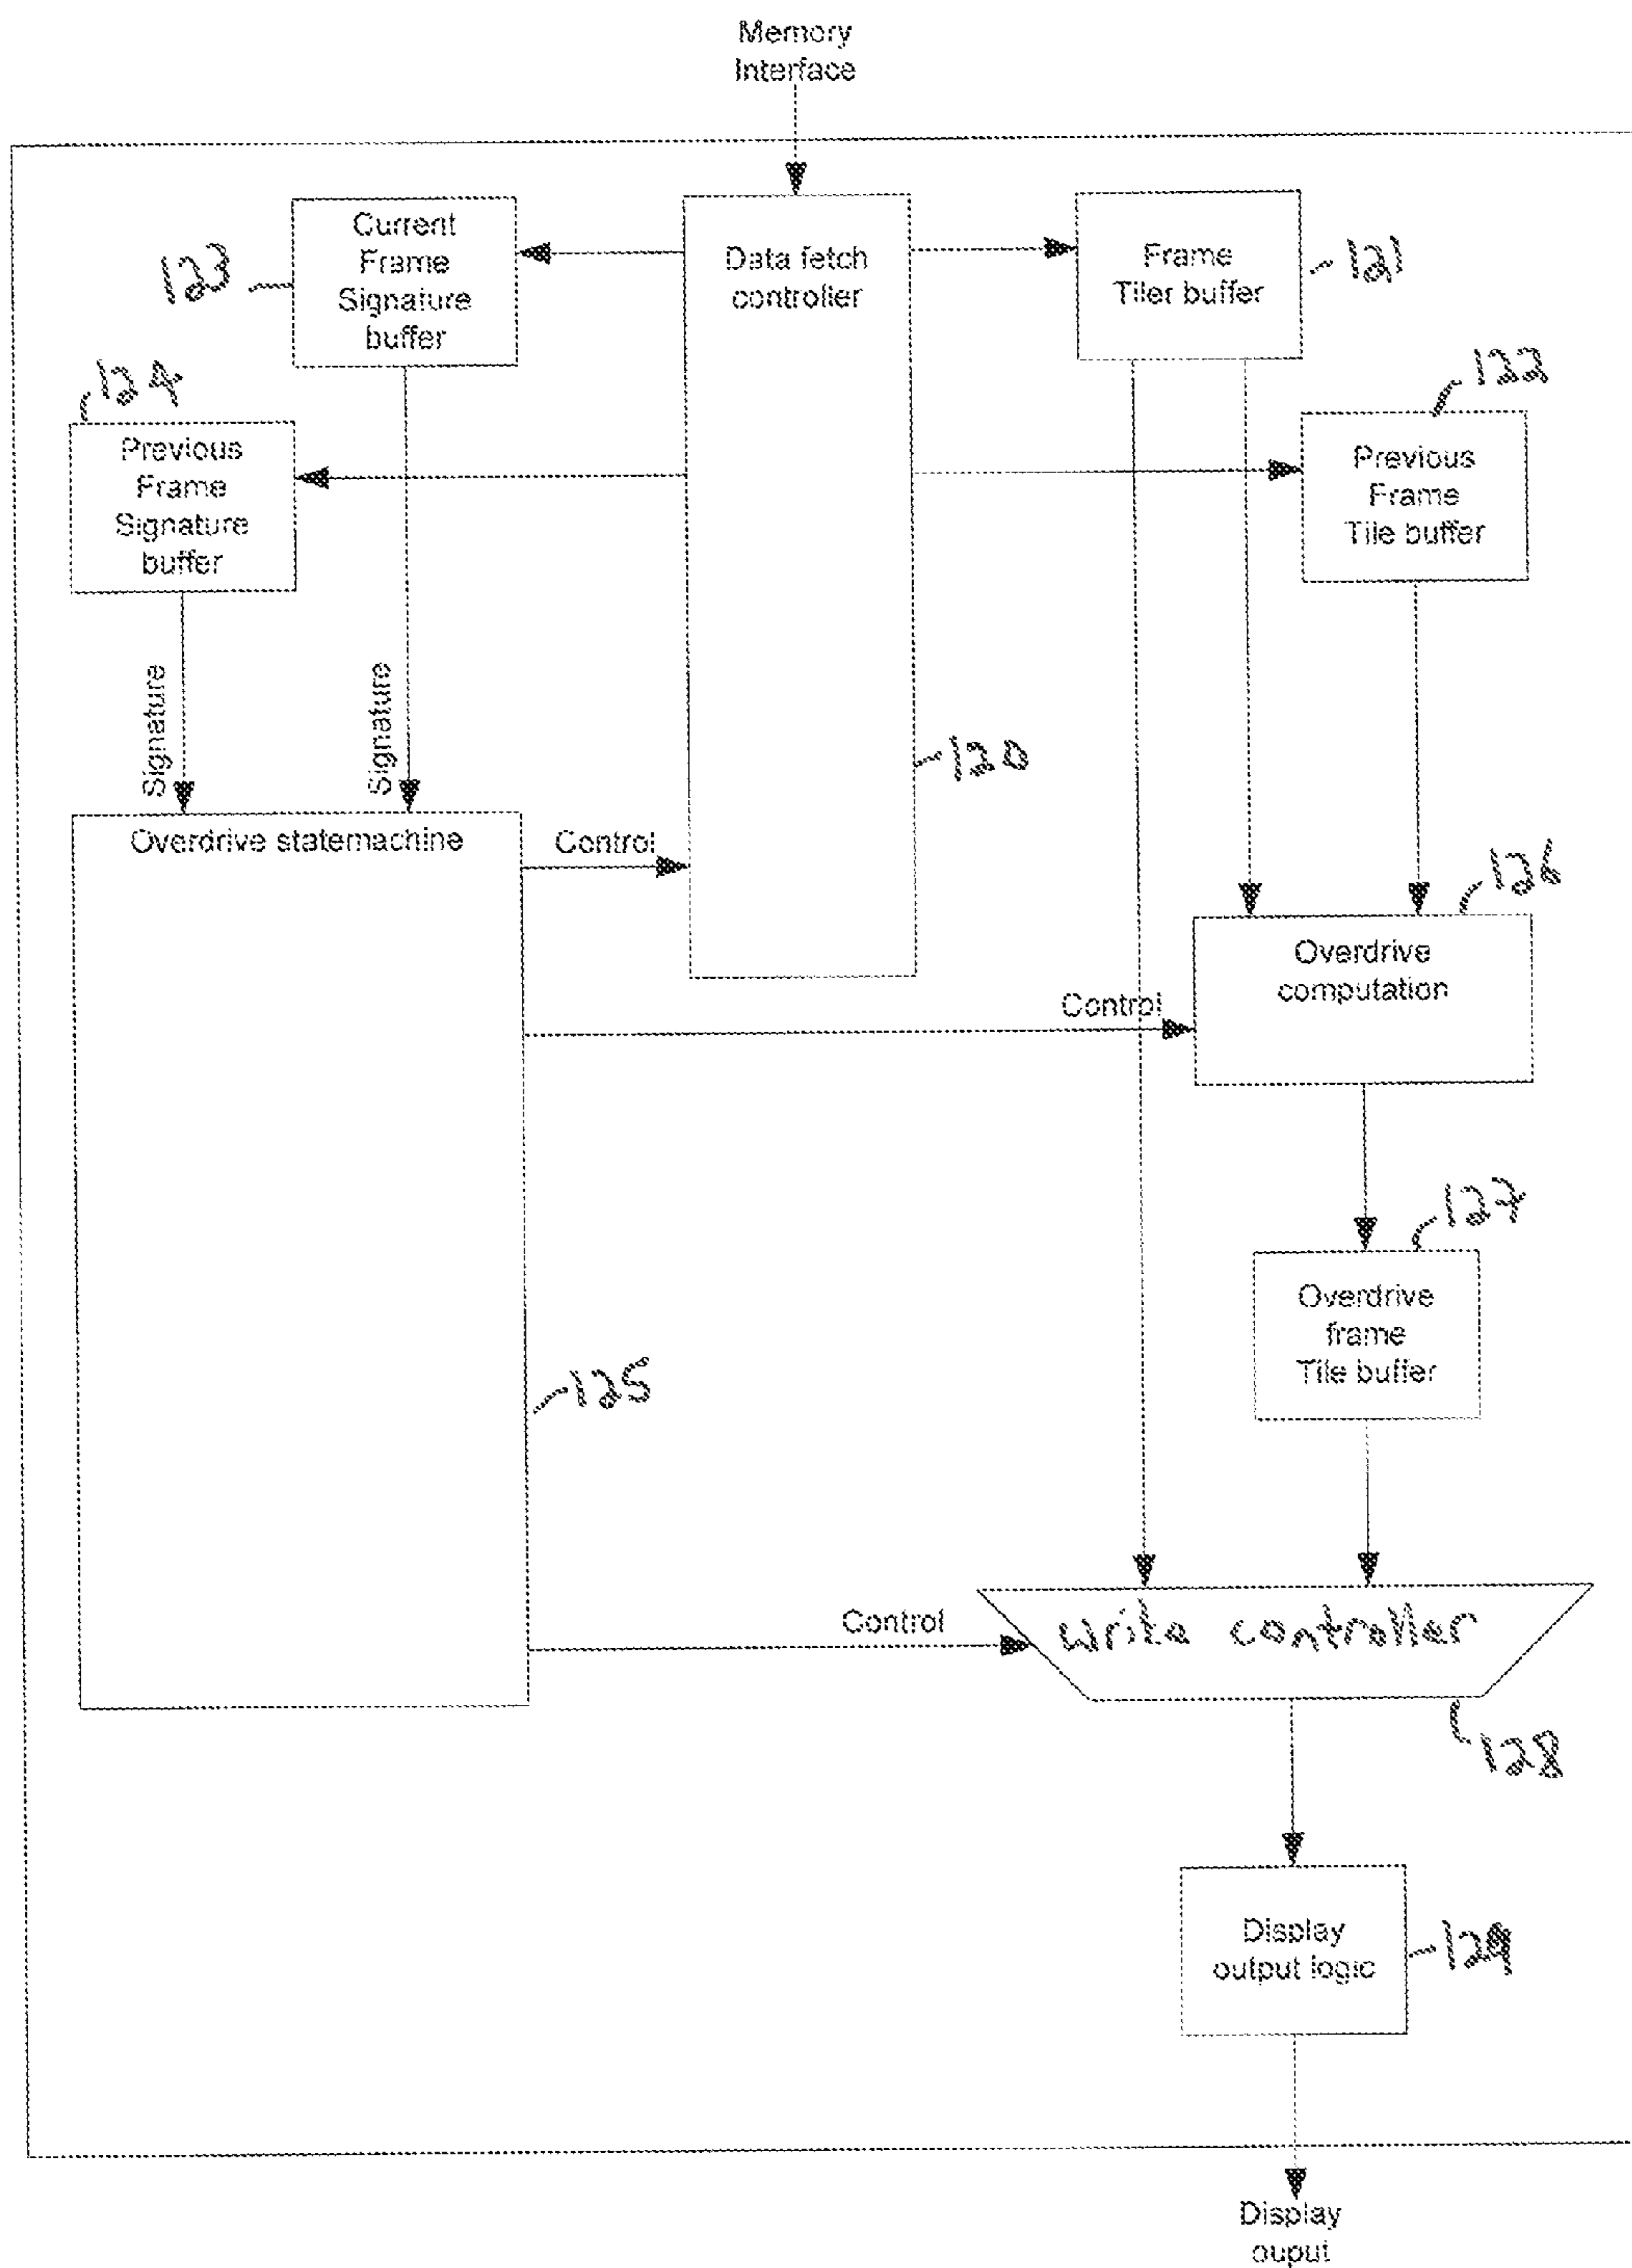 Memory
Interface
Current
Frame
Signature
buffer
123
Data fetch
controller
Frame
Tiler buffer
121
124
Previous
Frame
Signature
buffer
122
Previous
Frame
Tile buffer
Signature
Signature
120
Overdrive statemachine
Control
126
Overdrive
computation
Control
127
Overdrive
frame
Tile buffer
125
Control
write controller
128
Display
output logic
129
Display
ouput